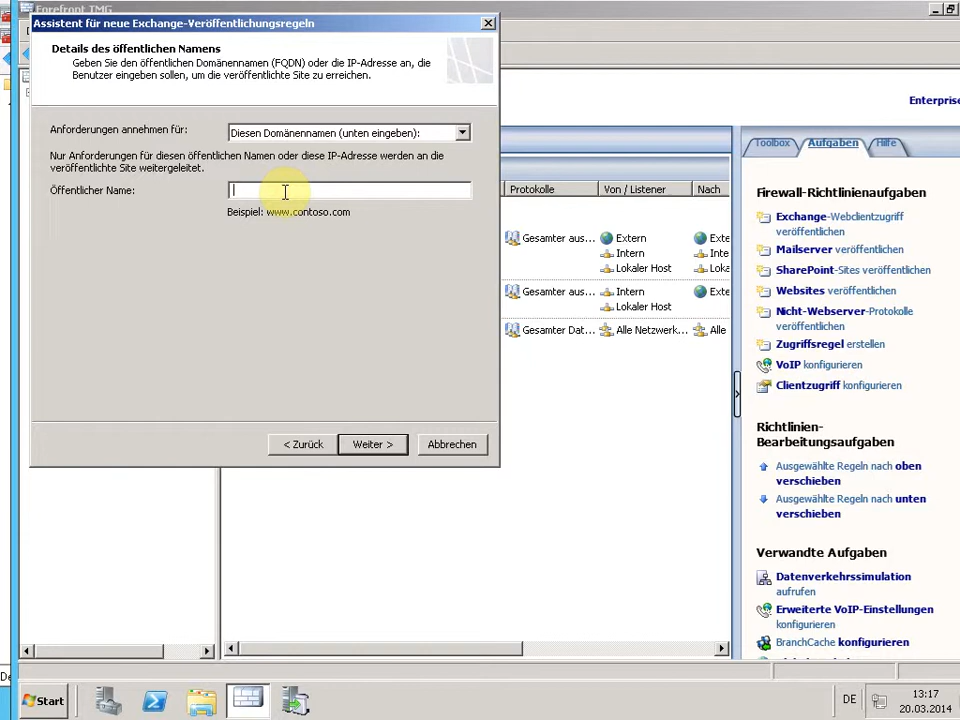 Forefront TMG
Assistent für neue Exchange-Veröffentlichungsregeln
Details des öffentlichen Namens
Geben Sie den öffentlichen Domänennamen (FQDN) oder die IP-Adresse an, die
Benutzer eingeben sollen, um die veröffentlichte Site zu erreichen.
Anforderungen annehmen für:
Diesen Domänennamen (unten eingeben):
Nur Anforderungen für diesen öffentlichen Namen oder diese IP-Adresse werden an die
veröffentlichte Site weitergeleitet.
Öffentlicher Name:
Beispiel: www.contoso.com
< Zurück
Weiter >
Abbrechen
Enterprise
Protokolle
Von / Listener
Nach
Gesamter aus...
Extern
Exte
Intern
Inte
Lokaler Host
Loka
Gesamter aus...
Intern
Exte
Lokaler Host
Gesamter Dat...
Alle Netzwerk...
Alle
Toolbox
Aufgaben
Hilfe
Firewall-Richtlinienaufgaben
Exchange-Webclientzugriff
veröffentlichen
Mailserver veröffentlichen
SharePoint-Sites veröffentlichen
Websites veröffentlichen
Nicht-Webserver-Protokolle
veröffentlichen
Zugriffsregel erstellen
VoIP konfigurieren
Clientzugriff konfigurieren
Richtlinien-
Bearbeitungsaufgaben
Ausgewählte Regeln nach oben
verschieben
Ausgewählte Regeln nach unten
verschieben
Verwandte Aufgaben
Datenverkehrssimulation
aufrufen
Erweiterte VoIP-Einstellungen
konfigurieren
BranchCache konfigurieren
De
Start
DE
13:17
20.03.2014